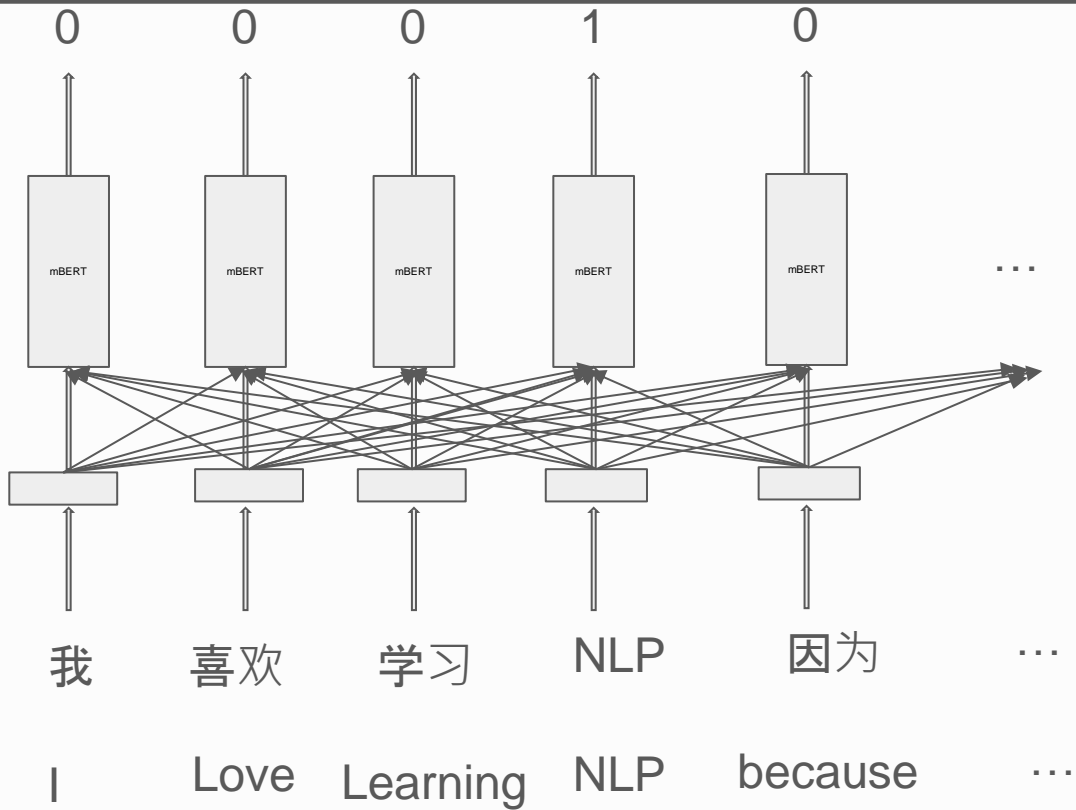 0 0 0 1 0
mBERT mBERT mBERT mBERT mBERT ...
我 喜欢 学习 NLP 因为 ...
I Love Learning NLP because ...